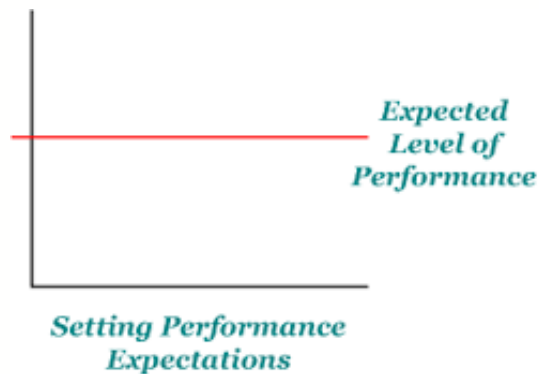 Expected
Level of
Performance
Setting Performance
Expectations